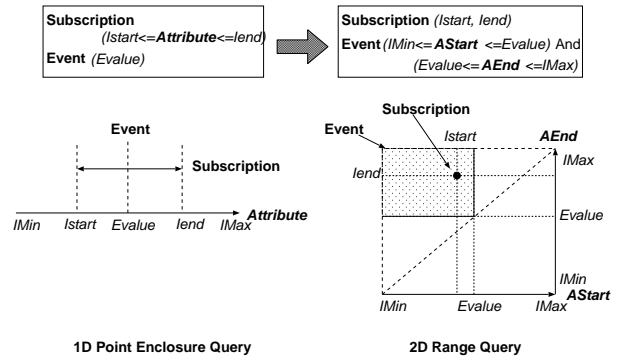 Subscription
(Istart<=Attribute<=Iend)
Event (Evalue)
Subscription (Istart, Iend)
Event (IMin<= AStart <=Evalue) And
(Evalue<= AEnd <=IMax)
Event
Subscription
IMin Istart Evalue Iend IMax Attribute
Subscription
Event Istart AEnd
Iend IMax
Evalue
IMin
AStart
IMin Evalue IMax
1D Point Enclosure Query
2D Range Query